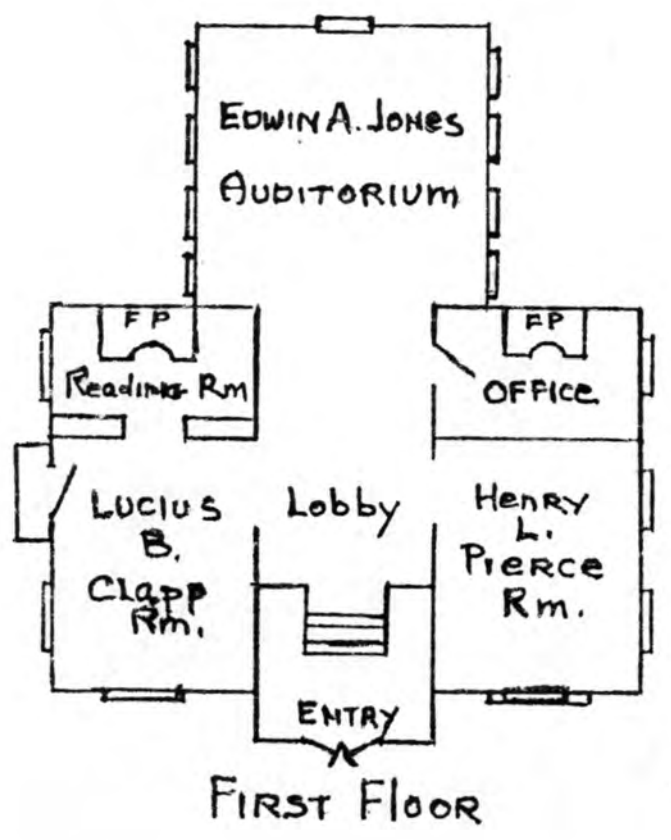 EDWIN A. JONES
AUDITORIUM
FP
FP
Reading Rm
OFFICE
LUCIUS
B.
Clapp
Rm.
Lobby
Henry
L.
PIERCE
Rm.
ENTRY
FIRST FLOOR